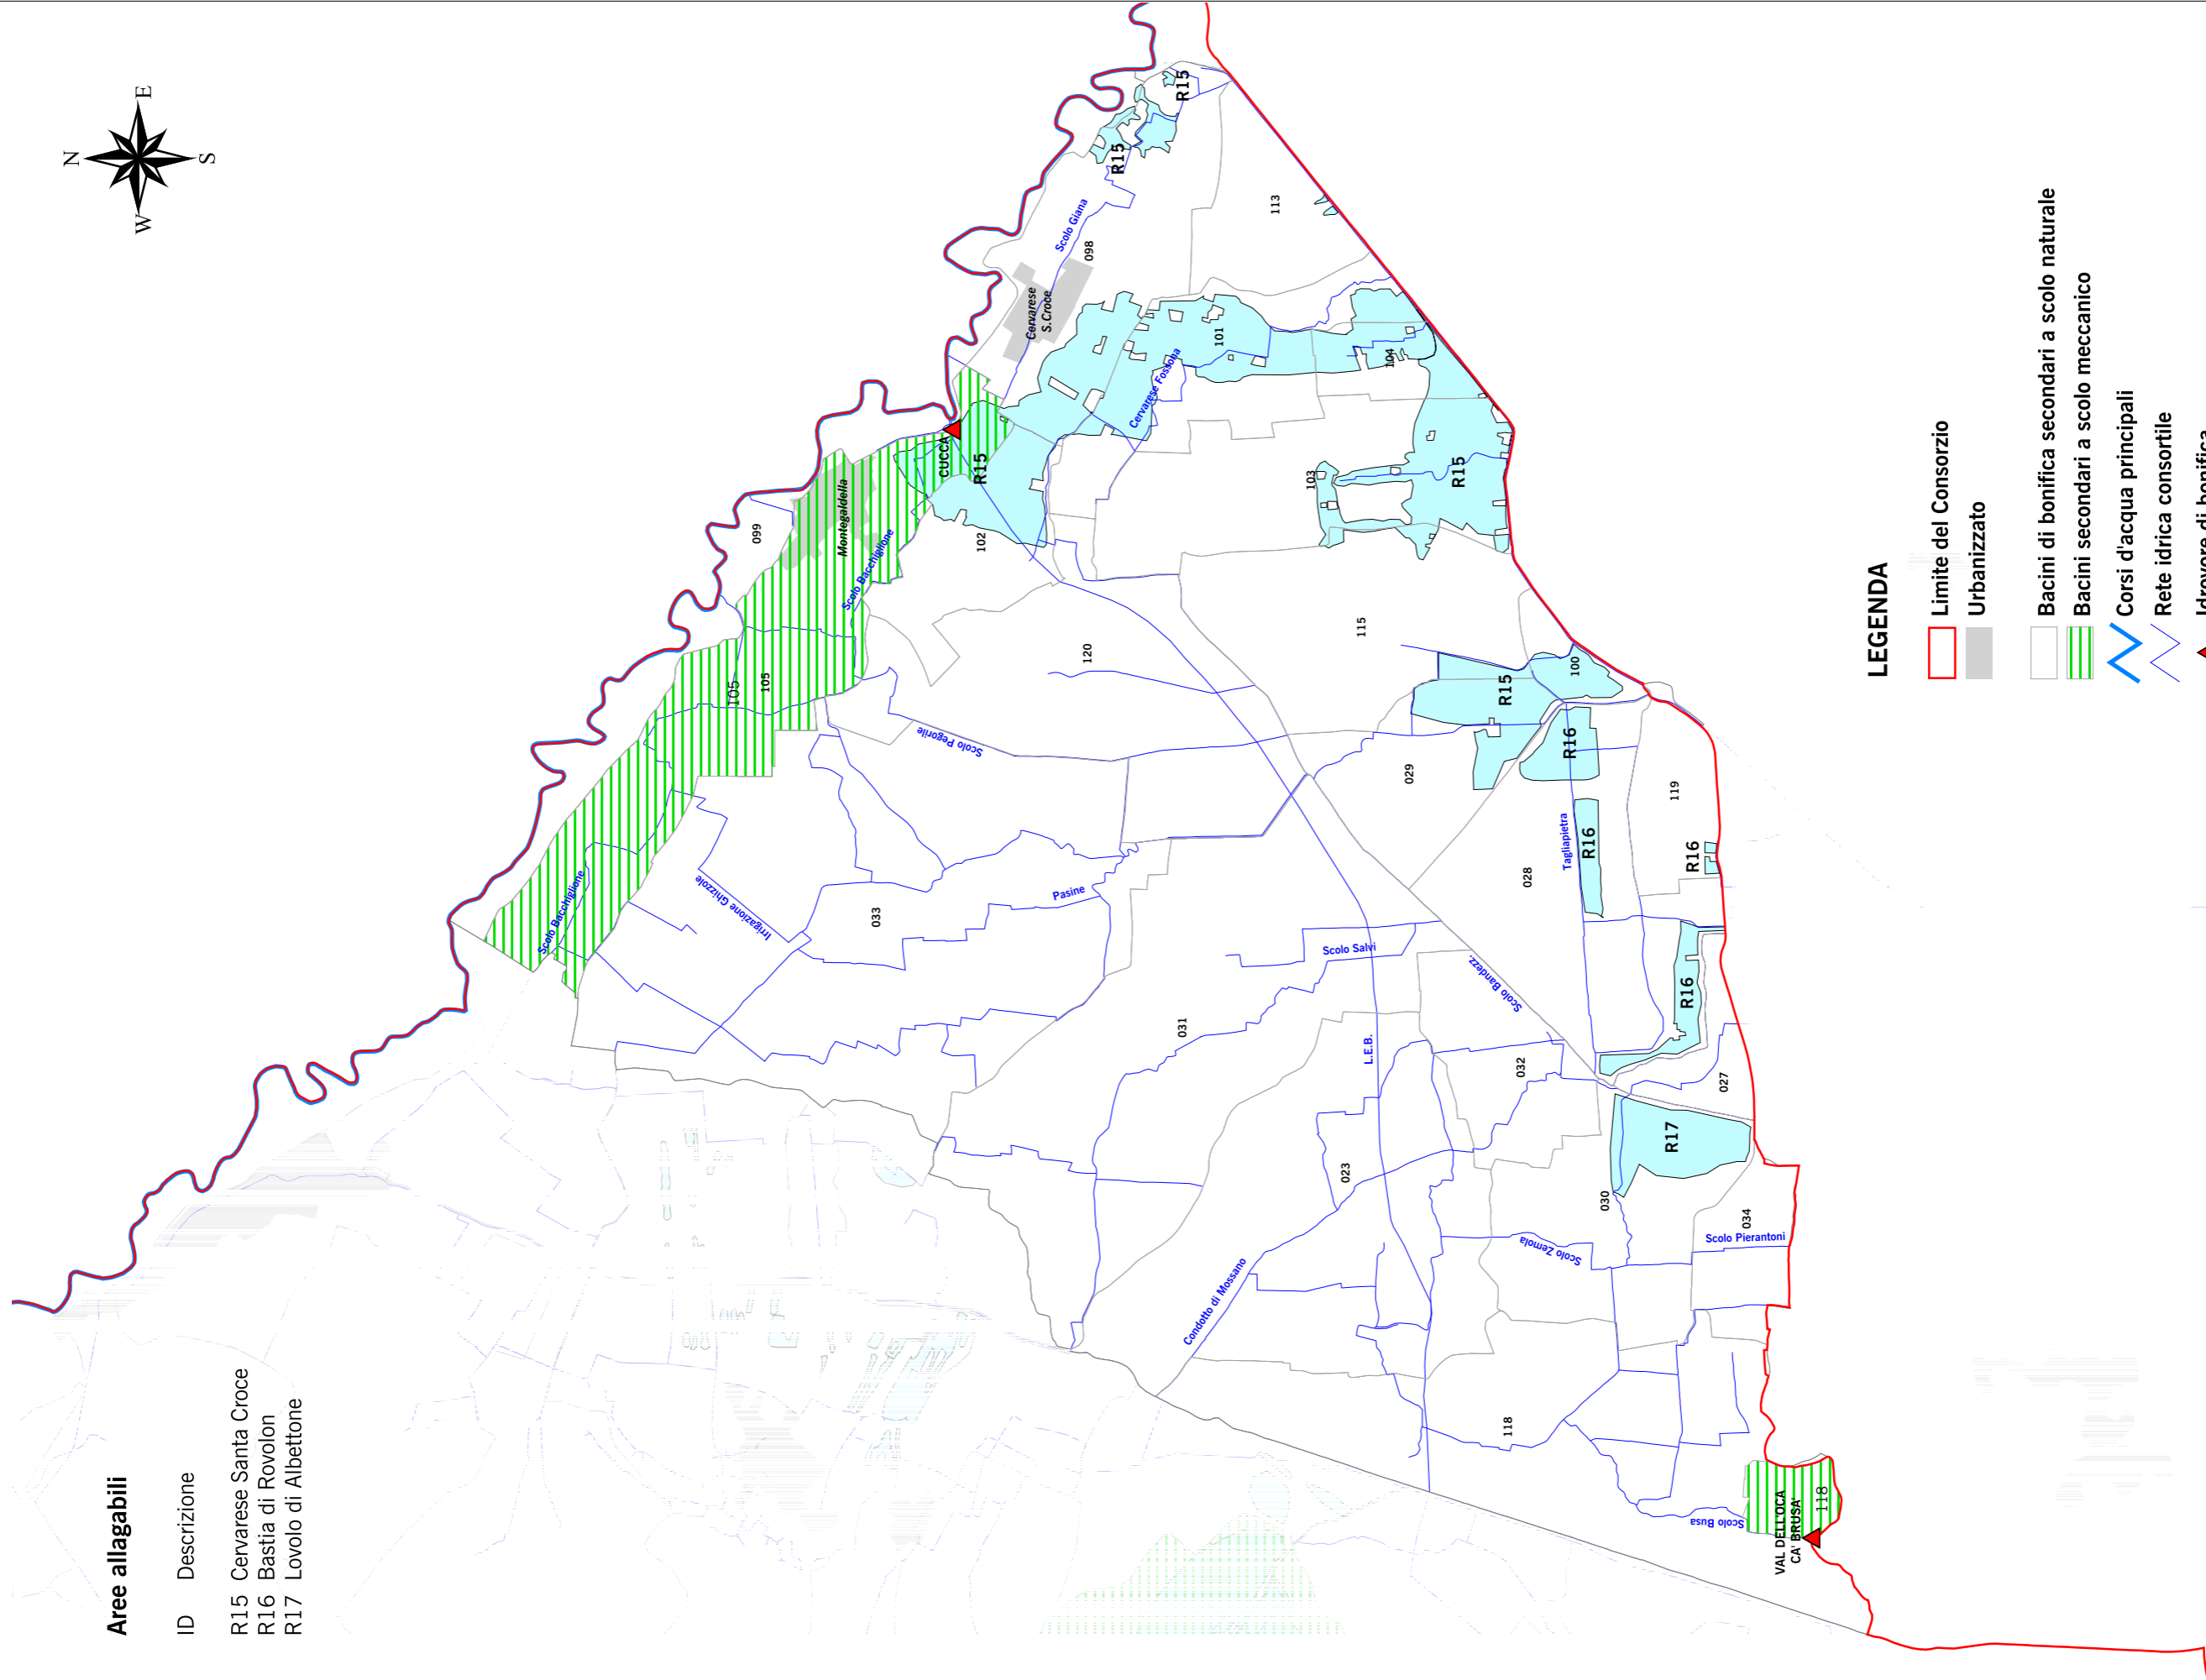 N
E
S
W
Aree allagabili
ID Descrizione
R15 Cervarese Santa Croce
R16 Bastia di Rovolon
R17 Lovolo di Albettone
R15
R15
Scolo Giana
098
113
Cervarese
S.Croce
101
104
Cervarese Fossona
CUCCA
R15
103
R15
Montegaldella
099
102
Scolo Bacchiglione
120
115
105
105
100
R15
Scolo Pegorile
R16
029
119
Tagliapietra
R16
R16
028
Scolo Bacchiglione
Irrigazione Ghizzole
033
Pasine
Scolo Salvi
Scolo Bandezz.
R16
031
L.E.B.
032
027
R17
023
030
034
Scolo Pierantoni
Scolo Zemola
Condotto di Mossano
118
Scolo Busa
VAL DELL'OCA
CA' BRUSA'
118
LEGENDA
Limite del Consorzio
Urbanizzato
Bacini di bonifica secondari a scolo naturale
Bacini secondari a scolo meccanico
Corsi d'acqua principali
Rete idrica consortile
Idrovore di bonifica